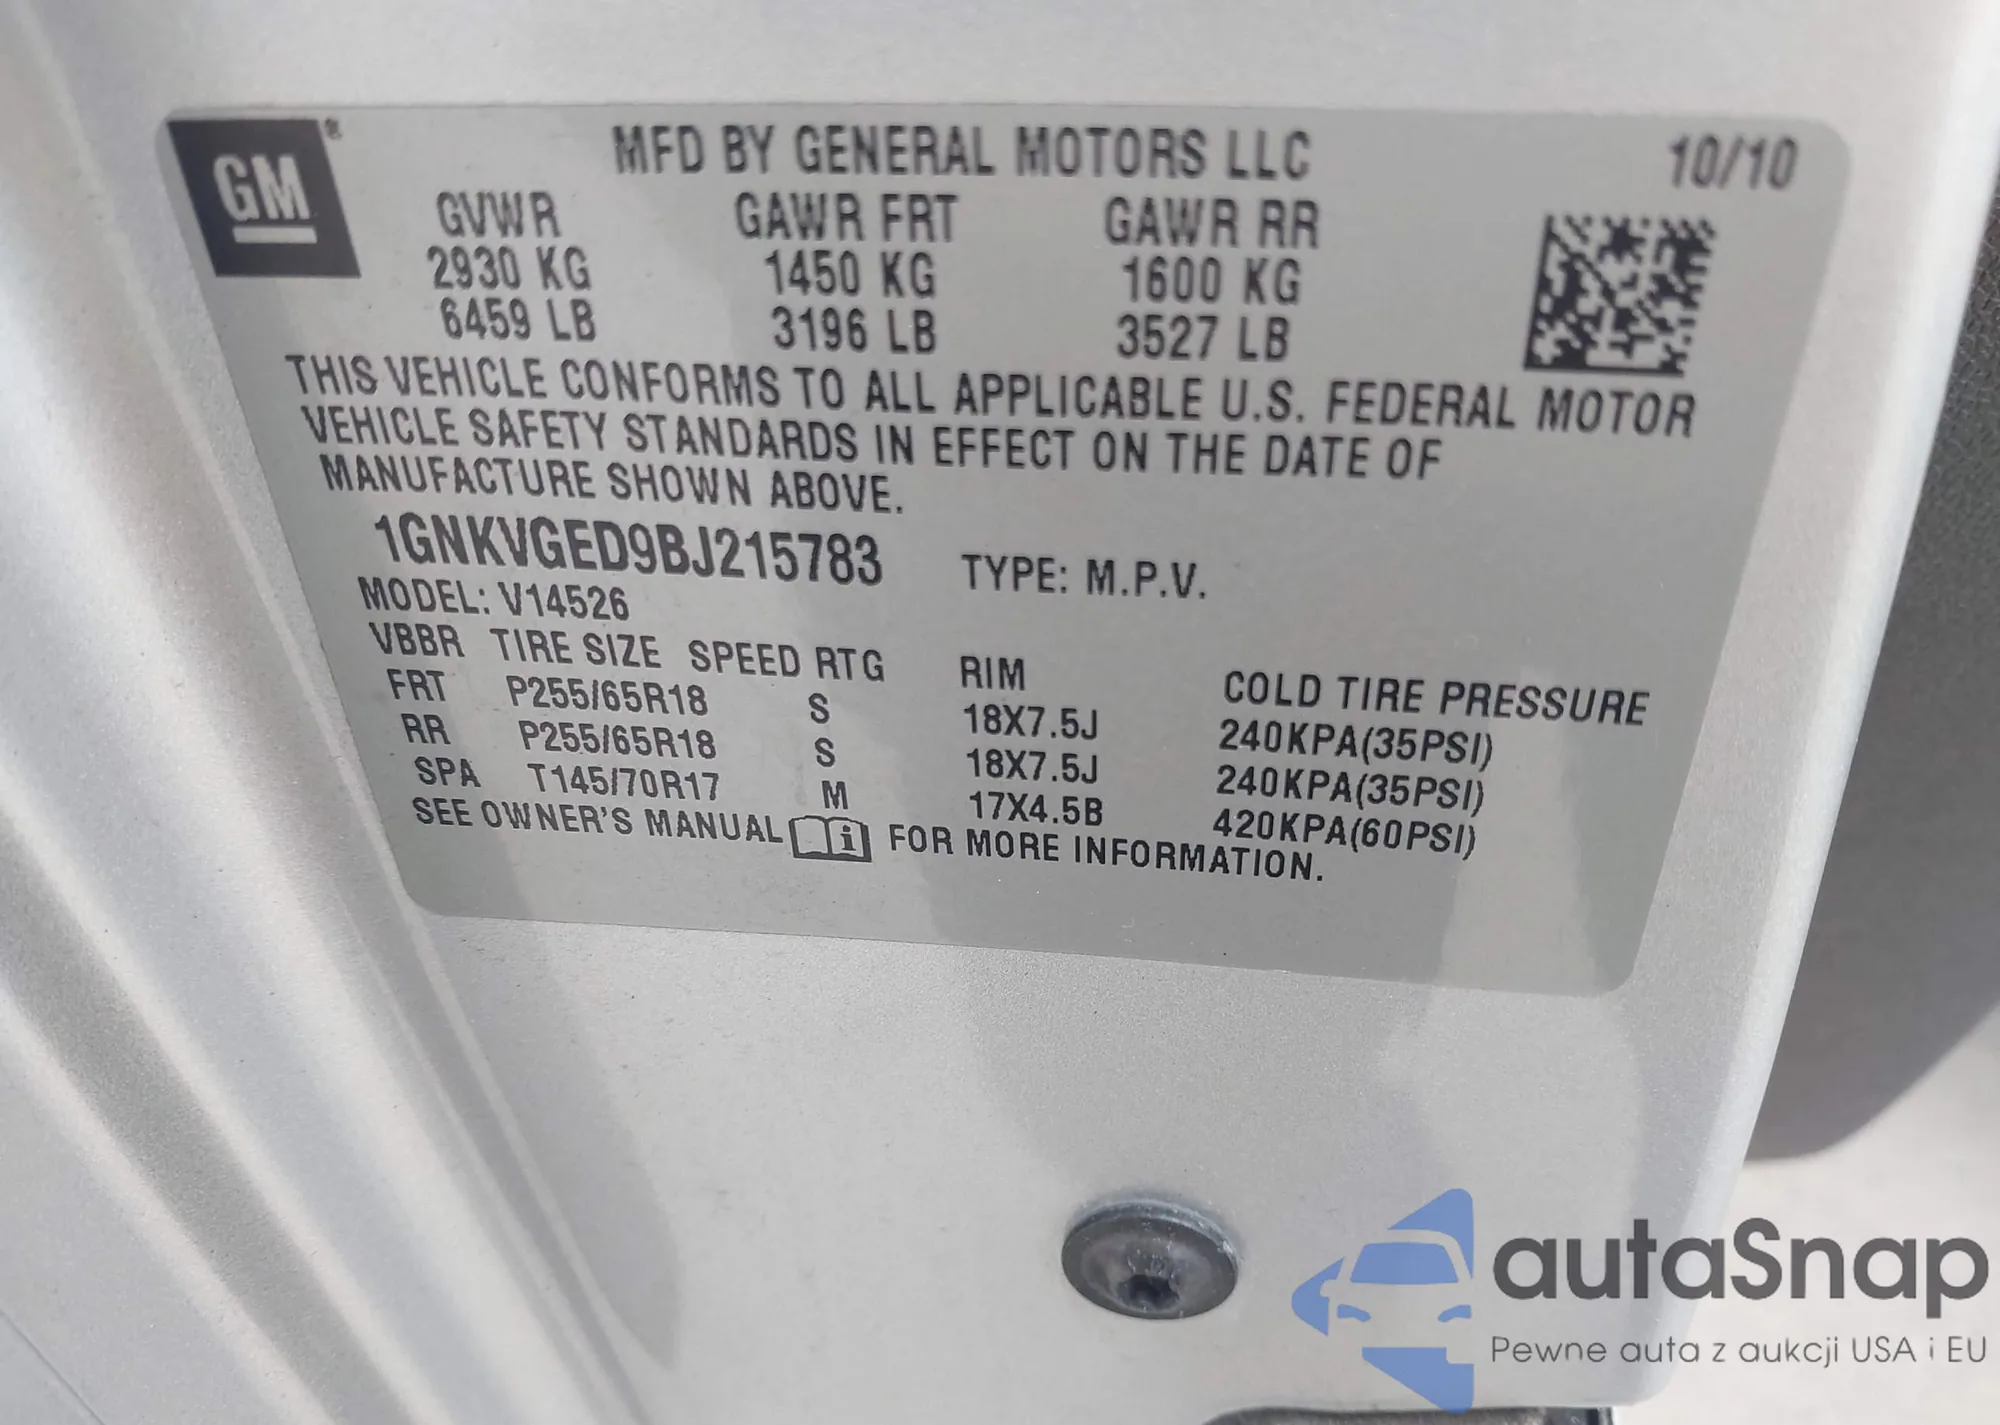 GM®
MFD BY GENERAL MOTORS LLC 10/10
GVWR GAWR FRT GAWR RR
2930 KG 1450 KG 1600 KG
6459 LB 3196 LB 3527 LB
THIS VEHICLE CONFORMS TO ALL APPLICABLE U.S. FEDERAL MOTOR
VEHICLE SAFETY STANDARDS IN EFFECT ON THE DATE OF
MANUFACTURE SHOWN ABOVE.
1GNKVGED9BJ215783 TYPE: M.P.V.
MODEL: V14526
VBBR TIRE SIZE SPEED RTG RIM COLD TIRE PRESSURE
FRT P255/65R18 S 18X7.5J 240KPA(35PSI)
RR P255/65R18 S 18X7.5J 240KPA(35PSI)
SPA T145/70R17 M 17X4.5B 420KPA(60PSI)
SEE OWNER'S MANUAL i FOR MORE INFORMATION.
autaSnap
Pewne auta z aukcji USA i EU